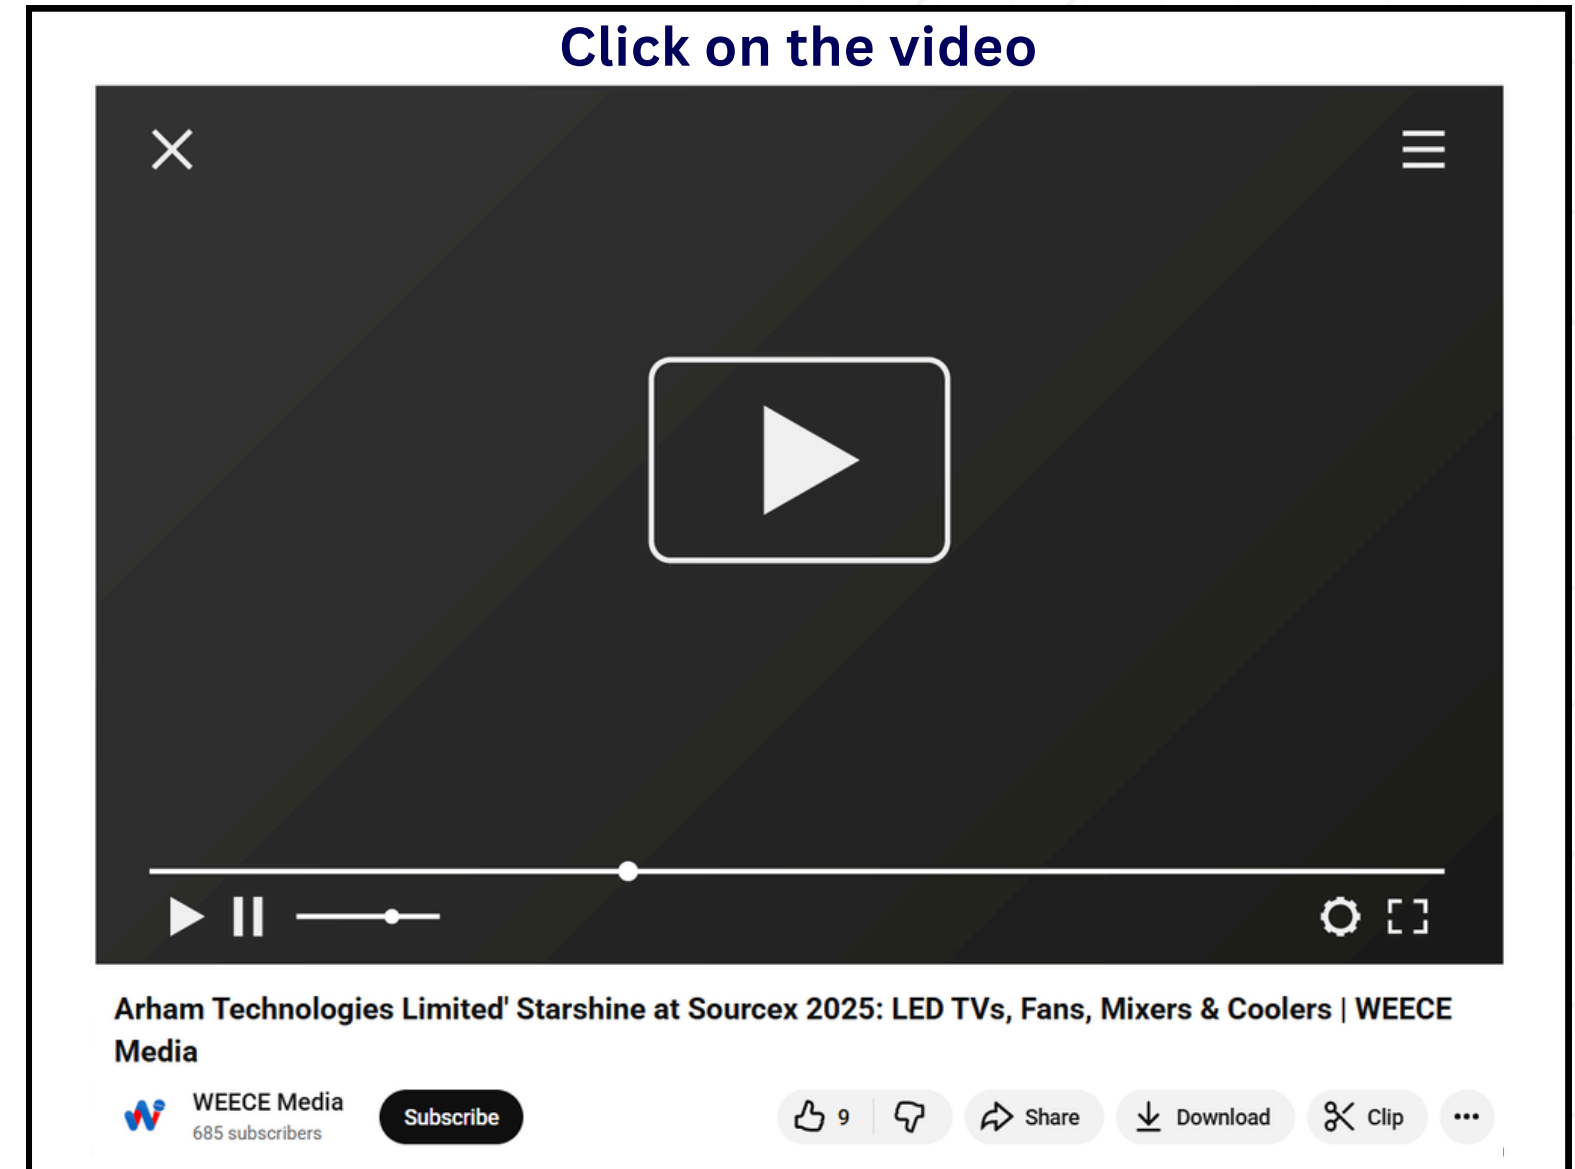 Click on the video
Arham Technologies Limited' Starshine at Sourcex 2025: LED TVs, Fans, Mixers & Coolers | WEECE
Media
WEECE Media
685 subscribers
Subscribe
9
Share
Download
Clip